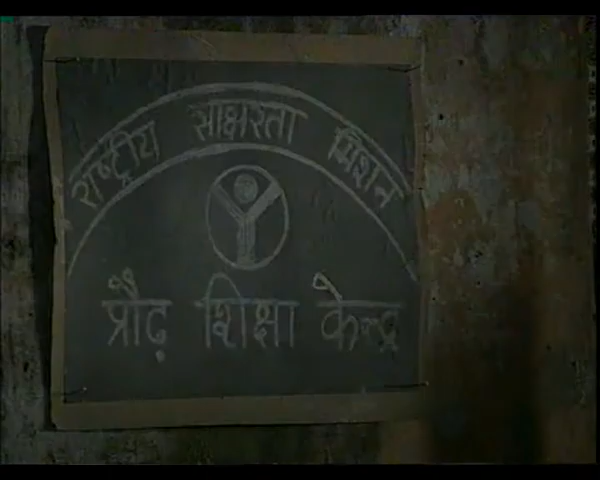 राष्ट्रीय साक्षरता मिशन
प्रौढ़ शिक्षा केन्द्र